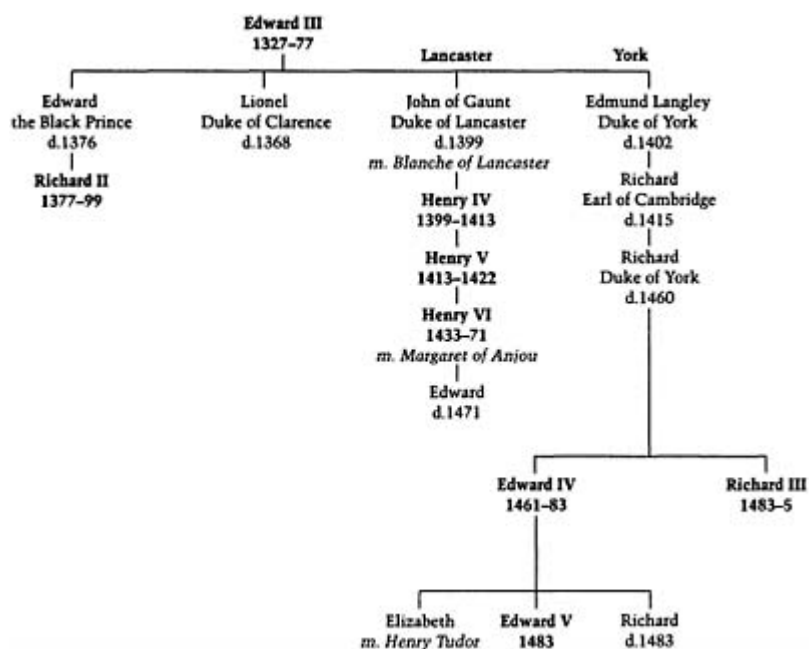 Edward III
1327–77
Lancaster
York
Edward
the Black Prince
d.1376
Lionel
Duke of Clarence
d.1368
John of Gaunt
Duke of Lancaster
d.1399
m. Blanche of Lancaster
Edmund Langley
Duke of York
d.1402
Richard II
1377–99
Henry IV
1399–1413
Richard
Earl of Cambridge
d.1415
Henry V
1413–1422
Richard
Duke of York
d.1460
Henry VI
1433–71
m. Margaret of Anjou
Edward
d.1471
Edward IV
1461–83
Richard III
1483–5
Elizabeth
m. Henry Tudor
Edward V
1483
Richard
d.1483